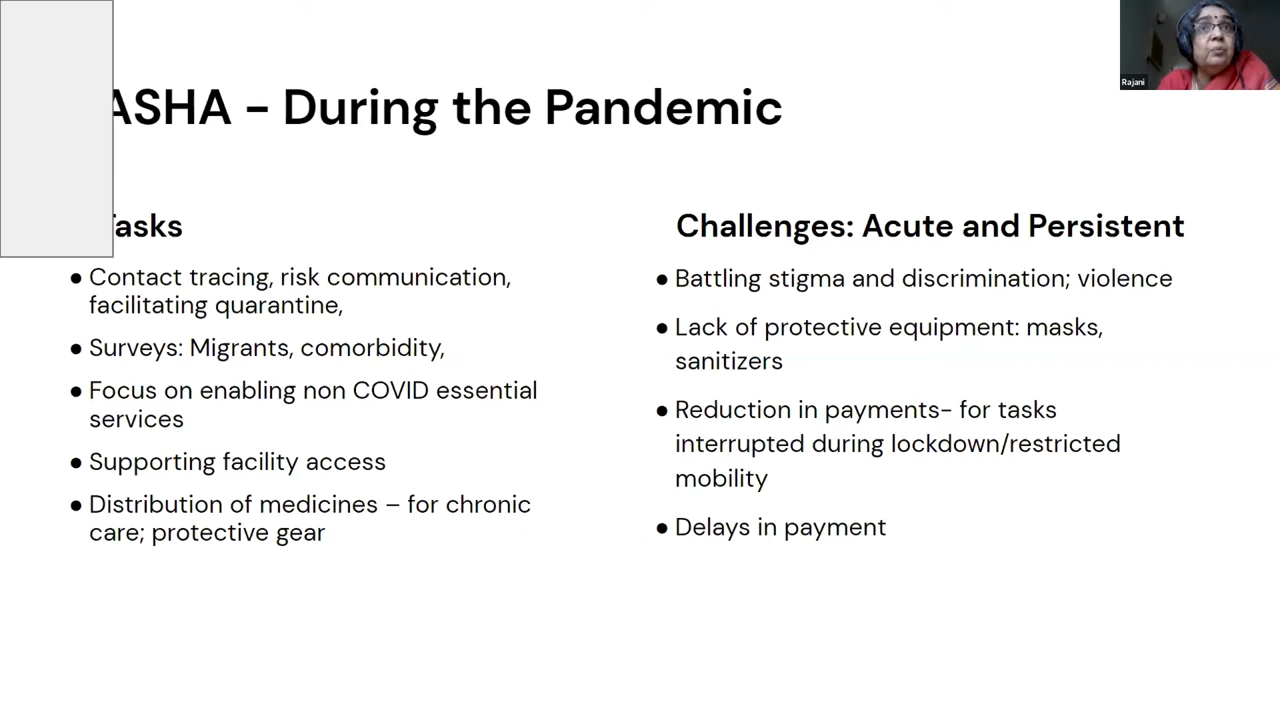 ASHA - During the Pandemic
Tasks
● Contact tracing, risk communication,
facilitating quarantine,
● Surveys: Migrants, comorbidity,
● Focus on enabling non COVID essential
services
● Supporting facility access
● Distribution of medicines – for chronic
care; protective gear
Challenges: Acute and Persistent
● Battling stigma and discrimination; violence
● Lack of protective equipment: masks,
sanitizers
● Reduction in payments- for tasks
interrupted during lockdown/restricted
mobility
● Delays in payment
Rajani